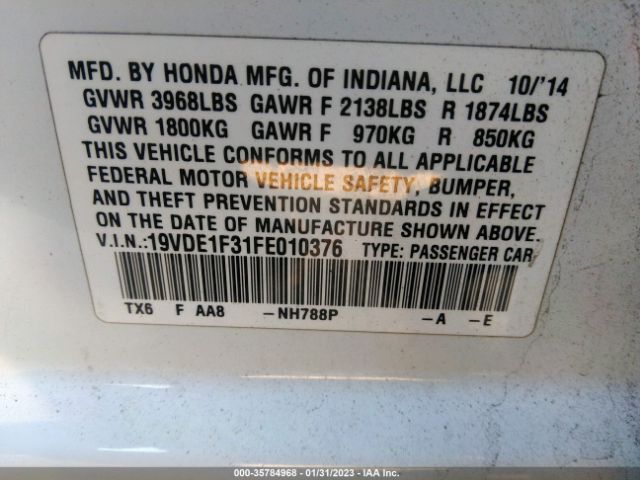 MFD. BY HONDA MFG. OF INDIANA, LLC 10/'14
GVWR 3968LBS GAWR F 2138LBS R 1874LBS
GVWR 1800KG GAWR F 970KG R 850KG
THIS VEHICLE CONFORMS TO ALL APPLICABLE
FEDERAL MOTOR VEHICLE SAFETY, BUMPER,
AND THEFT PREVENTION STANDARDS IN EFFECT
ON THE DATE OF MANUFACTURE SHOWN ABOVE.
V.I.N.:19VDE1F31FE010376 TYPE: PASSENGER CAR
TX6 F AA8 –NH788P –A –E
000-35784968 - 01/31/2023 - IAA Inc.